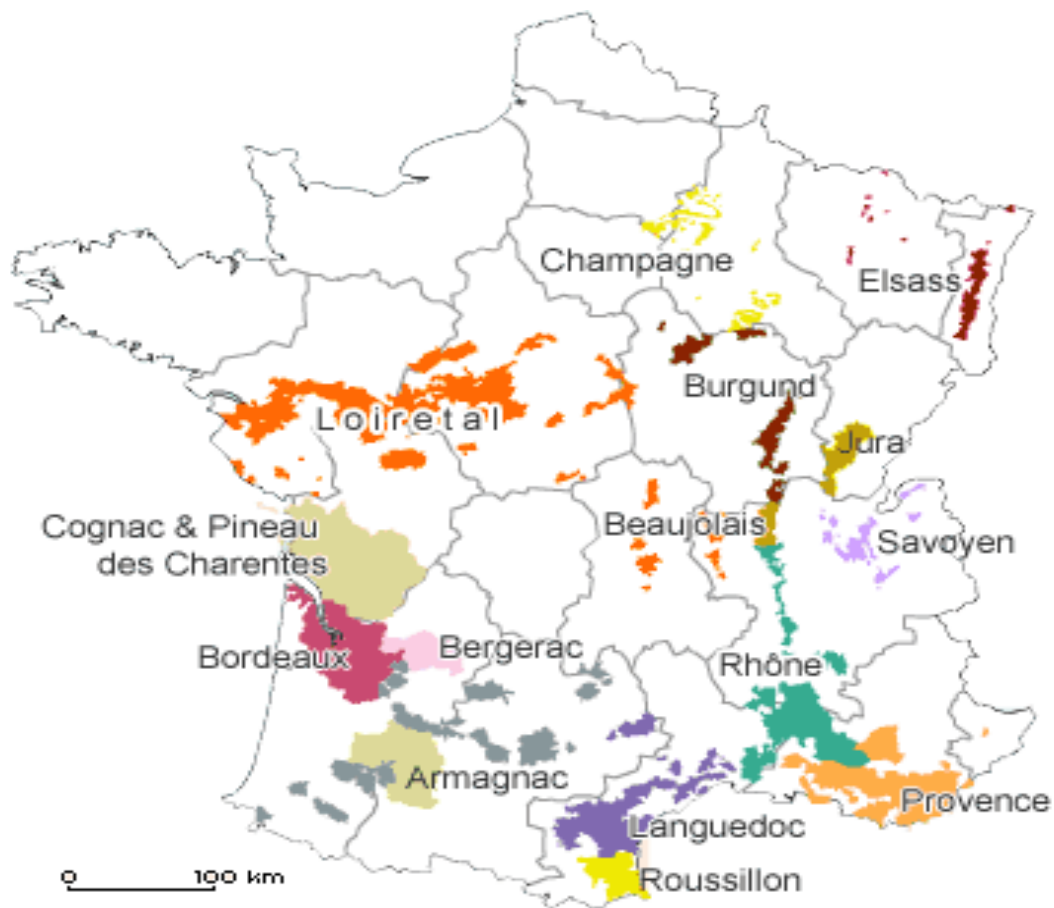 Champagne
Elsass
Burgund
Loiretal
Jura
Cognac & Pineau
des Charentes
Beaujolais
Savoyen
Bordeaux
Bergerac
Rhône
Armagnac
Provence
Languedoc
Roussillon
0 100 km